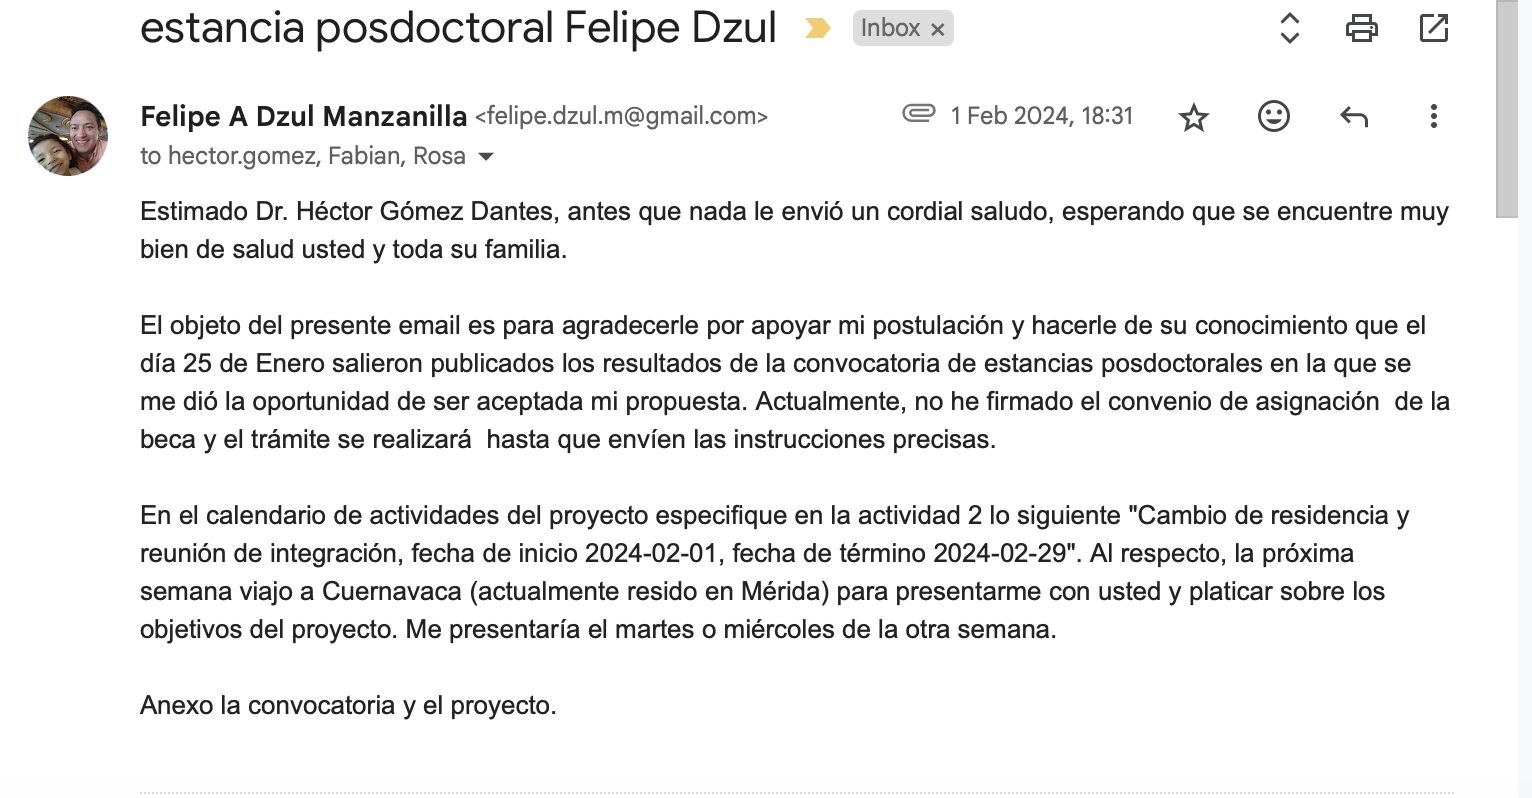 estancia posdoctoral Felipe Dzul
Inbox ×
Felipe A Dzul Manzanilla <felipe.dzul.m@gmail.com>
1 Feb 2024, 18:31
to hector.gomez, Fabian, Rosa
Estimado Dr. Héctor Gómez Dantes, antes que nada le envió un cordial saludo, esperando que se encuentre muy
bien de salud usted y toda su familia.
El objeto del presente email es para agradecerle por apoyar mi postulación y hacerle de su conocimiento que el
día 25 de Enero salieron publicados los resultados de la convocatoria de estancias posdoctorales en la que se
me dió la oportunidad de ser aceptada mi propuesta. Actualmente, no he firmado el convenio de asignación  de la
beca y el trámite se realizará  hasta que envíen las instrucciones precisas.
En el calendario de actividades del proyecto especifique en la actividad 2 lo siguiente "Cambio de residencia y
reunión de integración, fecha de inicio 2024-02-01, fecha de término 2024-02-29". Al respecto, la próxima
semana viajo a Cuernavaca (actualmente resido en Mérida) para presentarme con usted y platicar sobre los
objetivos del proyecto. Me presentaría el martes o miércoles de la otra semana.
Anexo la convocatoria y el proyecto.